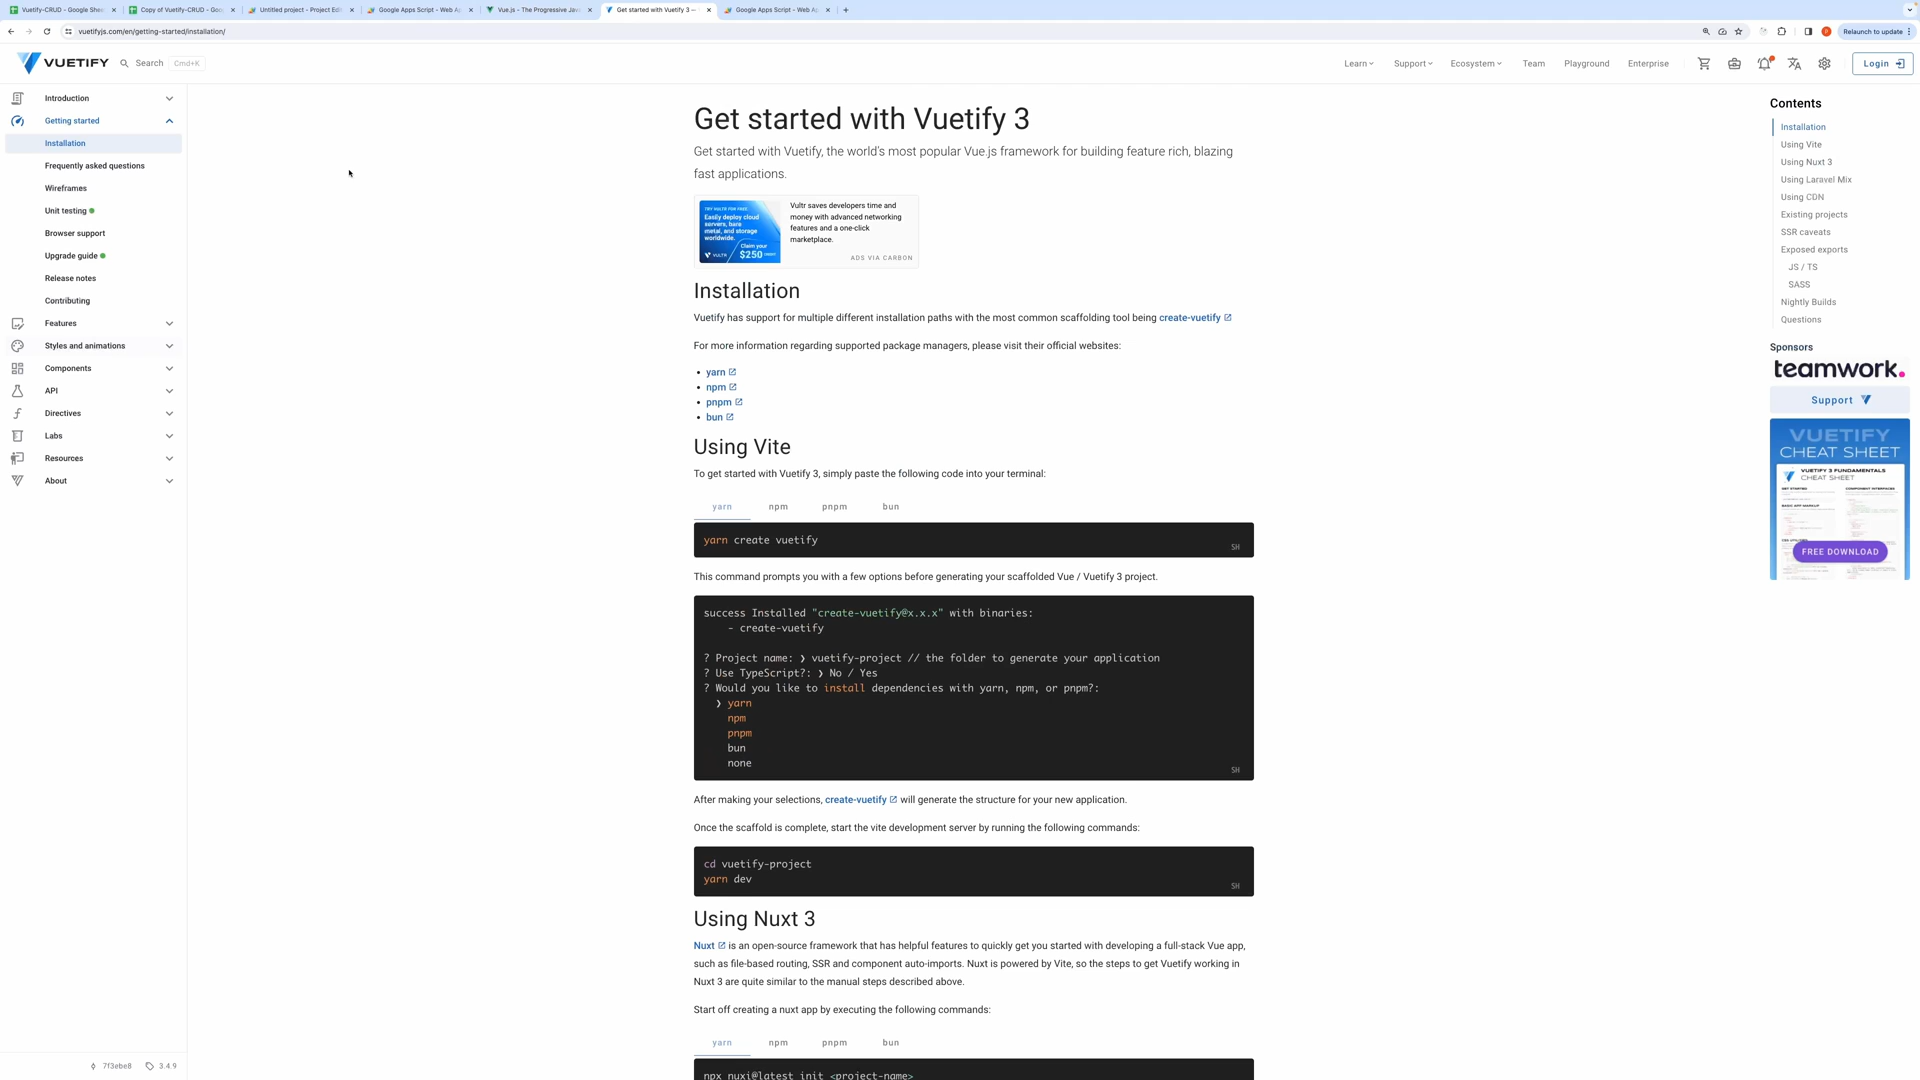 Vuetify-CRUD - Google Shee
Copy of Vuetify-CRUD - Goo
Untitled project - Project Edi
Google Apps Script - Web Ap
Vue.js - The Progressive Java
Get started with Vuetify 3 —
Google Apps Script - Web Ap
vuetifyjs.com/en/getting-started/installation/
Relaunch to update
VUETIFY
Search
Cmd+K
Learn
Support
Ecosystem
Team
Playground
Enterprise
Login
Introduction
Getting started
Installation
Frequently asked questions
Wireframes
Unit testing
Browser support
Upgrade guide
Release notes
Contributing
Features
Styles and animations
Components
API
Directives
Labs
Resources
About
7f3ebe8
3.4.9
Get started with Vuetify 3
Get started with Vuetify, the world's most popular Vue.js framework for building feature rich, blazing
fast applications.
TRY VULTR FOR FREE
Easily deploy cloud
servers, bare
metal, and storage
worldwide.
Claim your
$250 CREDIT
VULTR
Vultr saves developers time and
money with advanced networking
features and a one-click
marketplace.
ADS VIA CARBON
Installation
Vuetify has support for multiple different installation paths with the most common scaffolding tool being create-vuetify
For more information regarding supported package managers, please visit their official websites:
• yarn
• npm
• pnpm
• bun
Using Vite
To get started with Vuetify 3, simply paste the following code into your terminal:
yarn npm pnpm bun
yarn create vuetify
SH
This command prompts you with a few options before generating your scaffolded Vue / Vuetify 3 project.
success Installed "create-vuetify@x.x.x" with binaries:
- create-vuetify
? Project name: ❯ vuetify-project // the folder to generate your application
? Use TypeScript?: ❯ No / Yes
? Would you like to install dependencies with yarn, npm, or pnpm?:
❯ yarn
npm
pnpm
bun
none
SH
After making your selections, create-vuetify will generate the structure for your new application.
Once the scaffold is complete, start the vite development server by running the following commands:
cd vuetify-project
yarn dev
SH
Using Nuxt 3
Nuxt is an open-source framework that has helpful features to quickly get you started with developing a full-stack Vue app,
such as file-based routing, SSR and component auto-imports. Nuxt is powered by Vite, so the steps to get Vuetify working in
Nuxt 3 are quite similar to the manual steps described above.
Start off creating a nuxt app by executing the following commands:
yarn npm pnpm bun
npx nuxi@latest init <project-name>
Contents
Installation
Using Vite
Using Nuxt 3
Using Laravel Mix
Using CDN
Existing projects
SSR caveats
Exposed exports
JS / TS
SASS
Nightly Builds
Questions
Sponsors
teamwork.
Support
VUETIFY
CHEAT SHEET
VUETIFY 3 FUNDAMENTALS
CHEAT SHEET
FREE DOWNLOAD